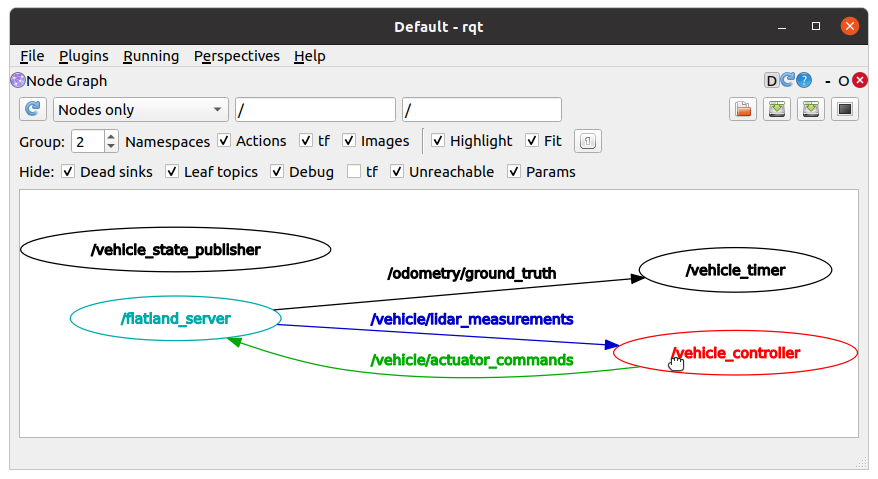 Default - rqt
File Plugins Running Perspectives Help
Node Graph D ? - O
Nodes only / /
Group: 2 Namespaces Actions tf Images Highlight Fit
Hide: Dead sinks Leaf topics Debug tf Unreachable Params
/vehicle_state_publisher
/odometry/ground_truth
/vehicle_timer
/flatland_server
/vehicle/lidar_measurements
/vehicle_controller
/vehicle/actuator_commands